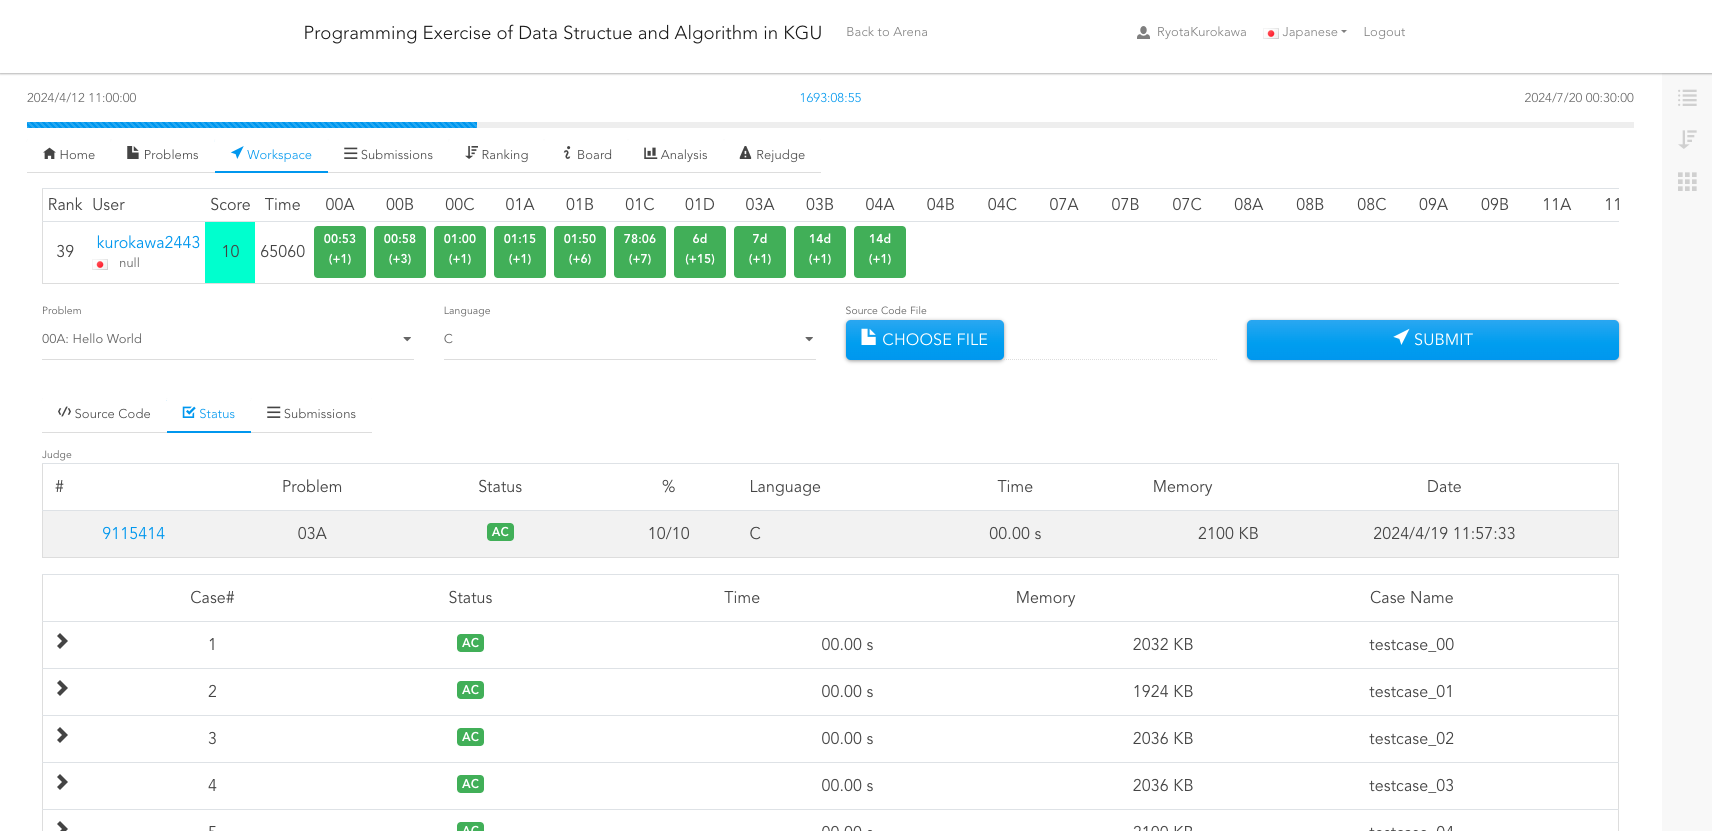 Programming Exercise of Data Structue and Algorithm in KGU Back to Arena RyotaKurokawa Japanese Logout
2024/4/12 11:00:00 1693:08:55 2024/7/20 00:30:00
Home Problems Workspace Submissions Ranking Board Analysis Rejudge
Rank User Score Time 00A 00B 00C 01A 01B 01C 01D 03A 03B 04A 04B 04C 07A 07B 07C 08A 08B 08C 09A 09B 11A 11
39 kurokawa2443 null 10 65060 00:53 (+1) 00:58 (+3) 01:00 (+1) 01:15 (+1) 01:50 (+6) 78:06 (+7) 6d (+15) 7d (+1) 14d (+1) 14d (+1)
Problem Language Source Code File
00A: Hello World C CHOOSE FILE SUBMIT
Source Code Status Submissions
Judge
# Problem Status % Language Time Memory Date
9115414 03A AC 10/10 C 00.00 s 2100 KB 2024/4/19 11:57:33
Case# Status Time Memory Case Name
1 AC 00.00 s 2032 KB testcase_00
2 AC 00.00 s 1924 KB testcase_01
3 AC 00.00 s 2036 KB testcase_02
4 AC 00.00 s 2036 KB testcase_03
5 AC 00.00 s 2100 KB testcase_04